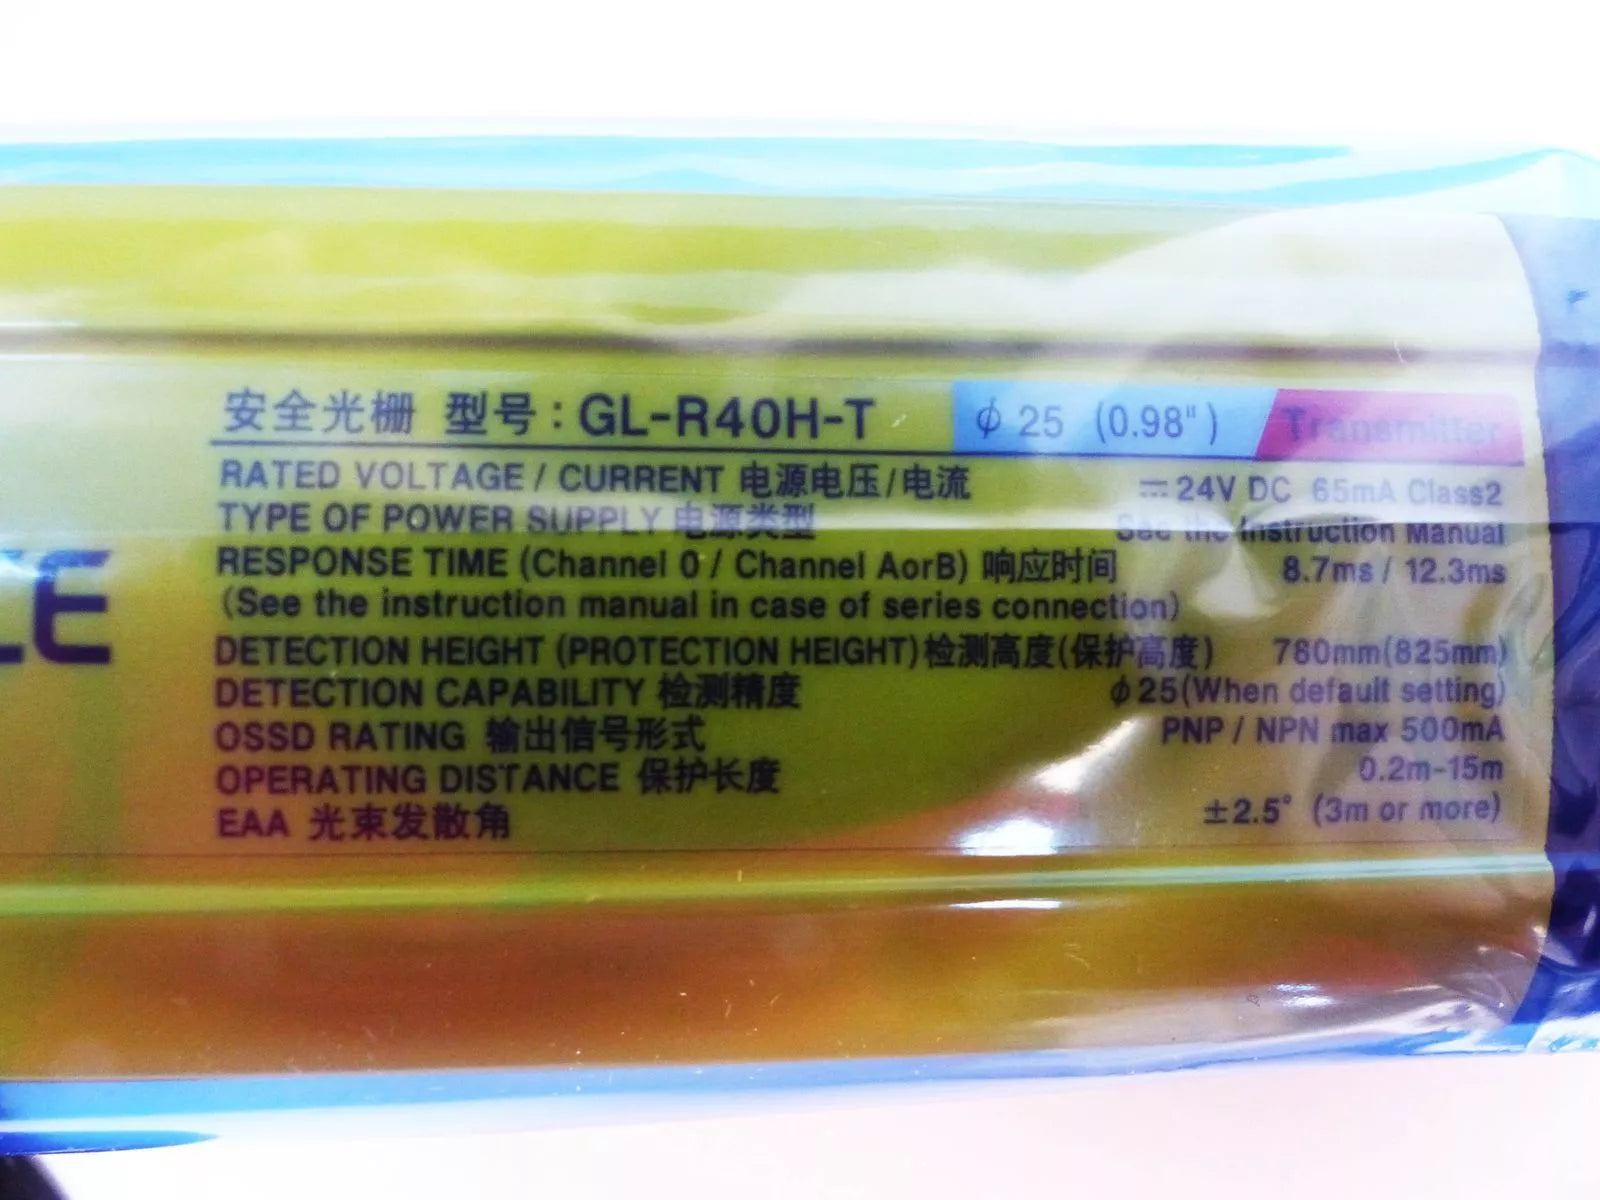 CE
安全光栅 型号：GL-R40H-T ϕ 25 (0.98") Transmitter
RATED VOLTAGE / CURRENT 电源电压/电流 ⎓ 24V DC 65mA Class2
TYPE OF POWER SUPPLY 电源类型 See the Instruction Manual
RESPONSE TIME (Channel 0 / Channel AorB) 响应时间 8.7ms / 12.3ms
(See the instruction manual in case of series connection)
DETECTION HEIGHT (PROTECTION HEIGHT)检测高度(保护高度) 780mm(825mm)
DETECTION CAPABILITY 检测精度 ϕ25(When default setting)
OSSD RATING 输出信号形式 PNP / NPN max 500mA
OPERATING DISTANCE 保护长度 0.2m-15m
EAA 光束发散角 ±2.5° (3m or more)